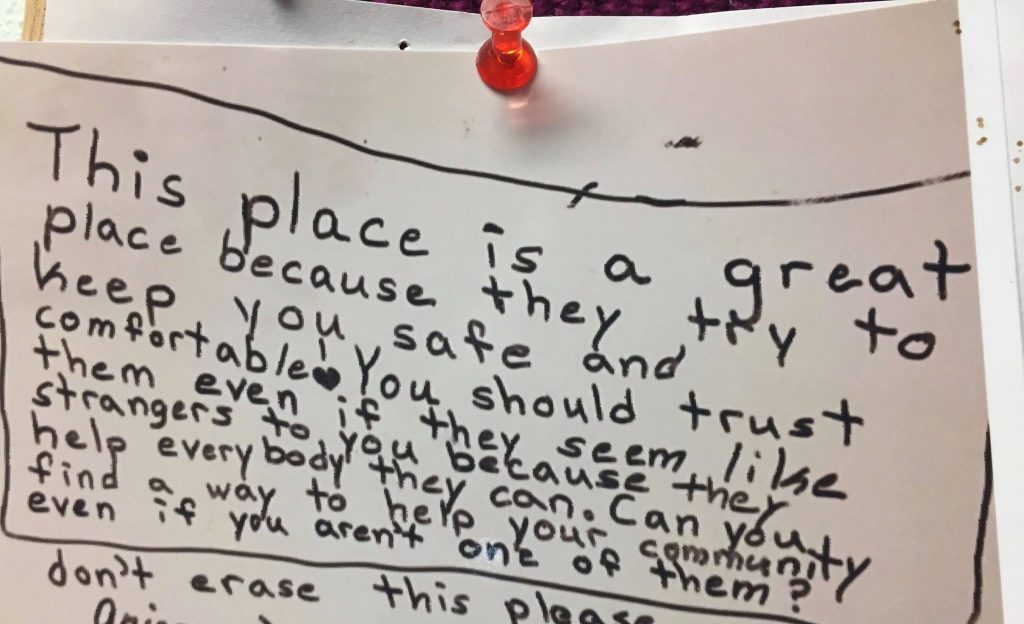 This place is a great
place because they try to
keep you safe and
comfortable!♥ You should trust
them even if they seem like
strangers to you because they
help everybody they can. Can you
find a way to help your community
even if you aren't one of them?
don't erase this please